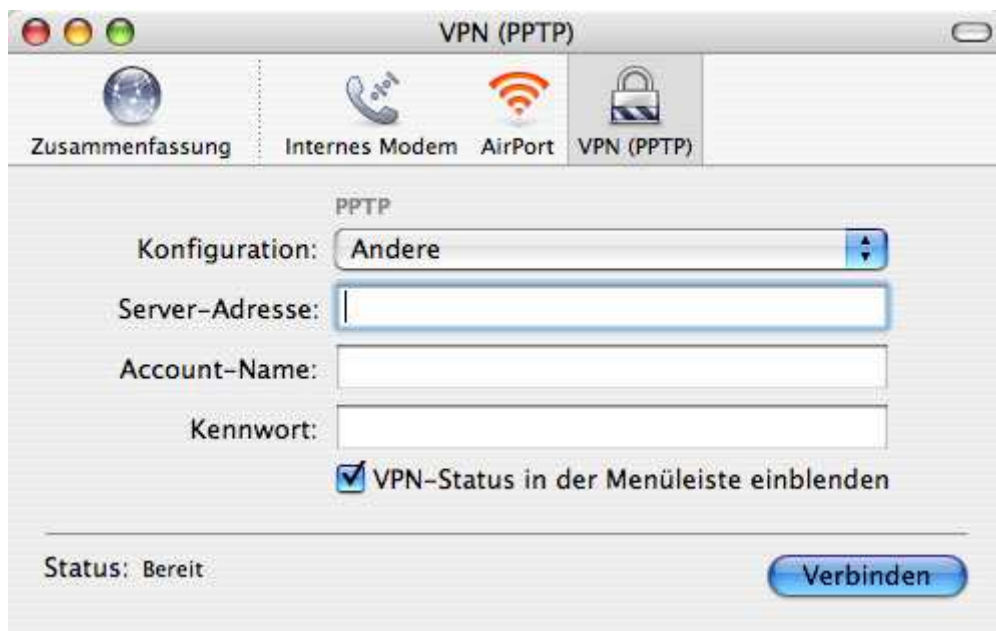 VPN (PPTP)
Zusammenfassung
Internes Modem
AirPort
VPN (PPTP)
PPTP
Konfiguration: Andere
Server-Adresse:
Account-Name:
Kennwort:
VPN-Status in der Menüleiste einblenden
Status: Bereit
Verbinden